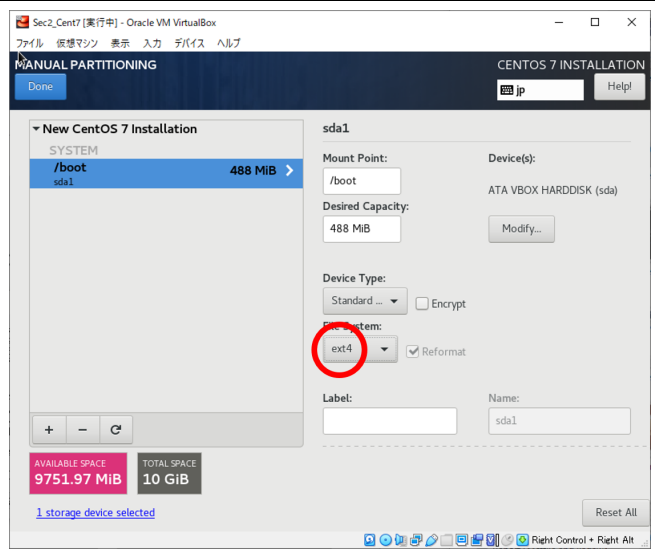 Sec2_Cent7 [実行中] - Oracle VM VirtualBox
ファイル 仮想マシン 表示 入力 デバイス ヘルプ
MANUAL PARTITIONING
CENTOS 7 INSTALLATION
Done
jp
Help!
New CentOS 7 Installation
SYSTEM
/boot
488 MiB
sda1
sda1
Mount Point:
Device(s):
/boot
ATA VBOX HARDDISK (sda)
Desired Capacity:
488 MiB
Modify...
Device Type:
Standard ...
Encrypt
File System:
ext4
Reformat
Label:
Name:
sda1
+ −
AVAILABLE SPACE
9751.97 MiB
TOTAL SPACE
10 GiB
1 storage device selected
Reset All
Right Control + Right Alt